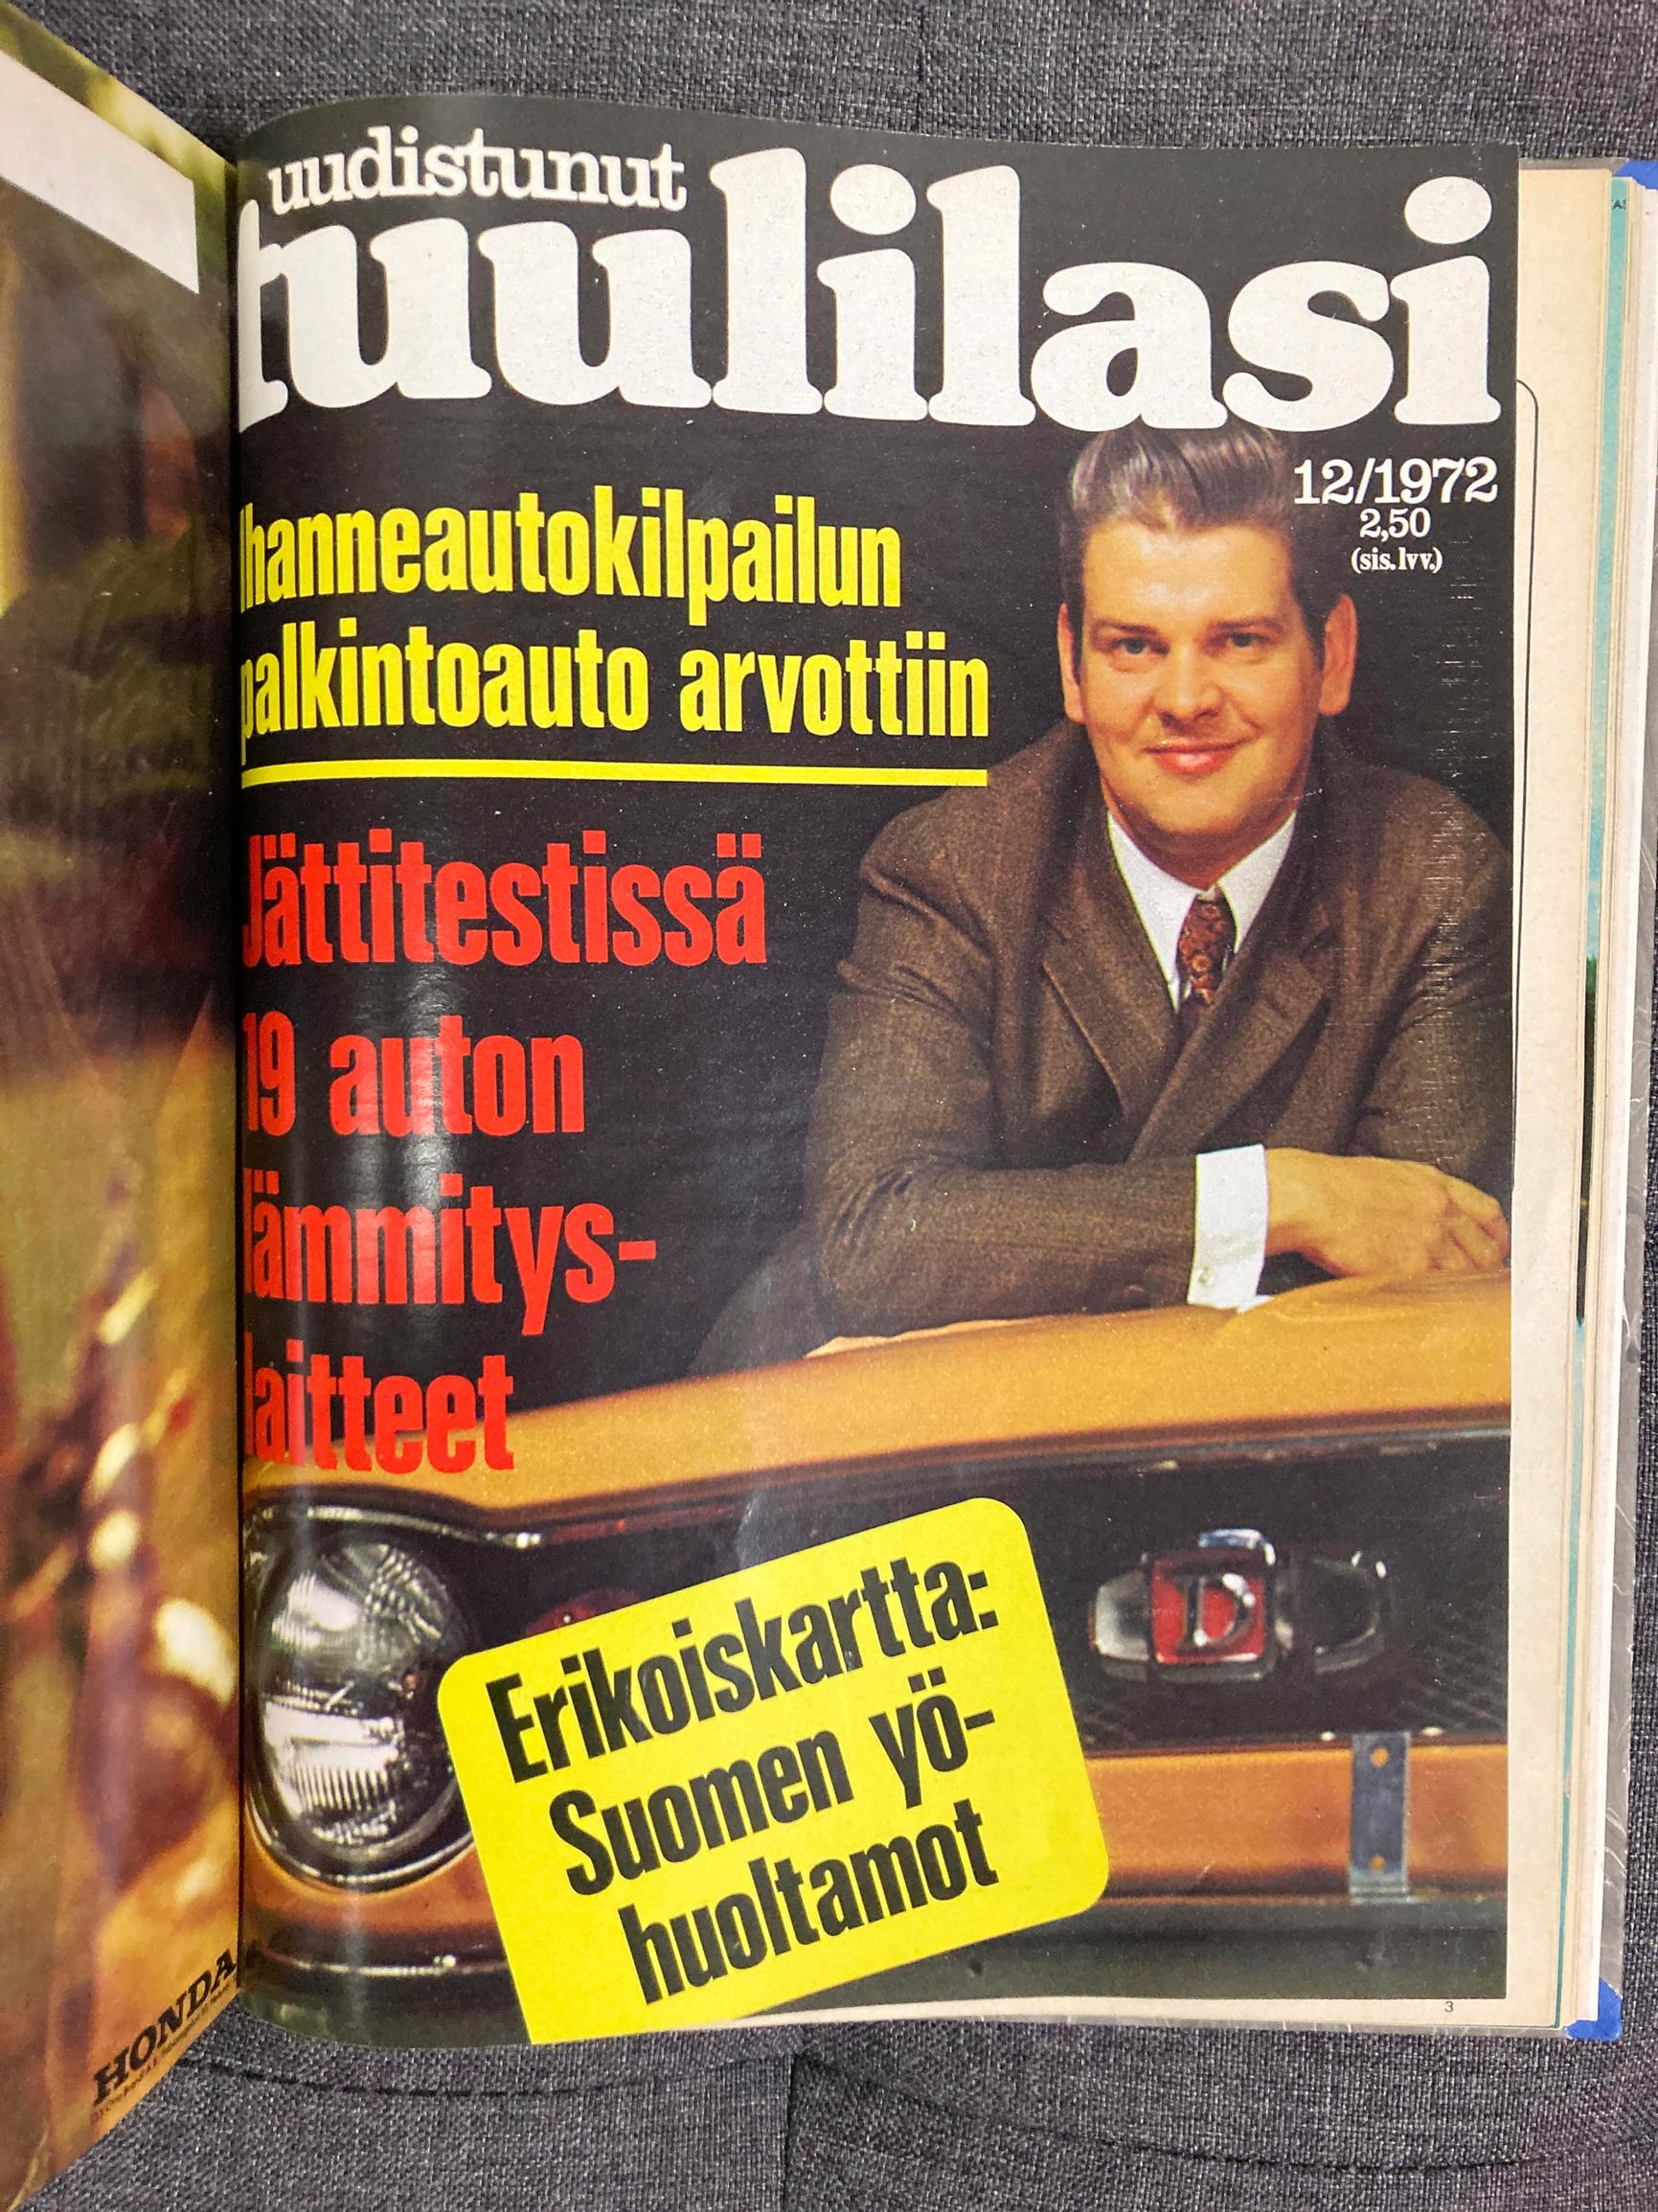 uudistunut
tuulilasi
12/1972
2,50
(sis. lvv.)
Ihanneautokilpailun
palkintoauto arvottiin
Jättitestissä
19 auton
lämmitys-
laitteet
D
Erikoiskartta:
Suomen yö-
huoltamot
3
HONDA